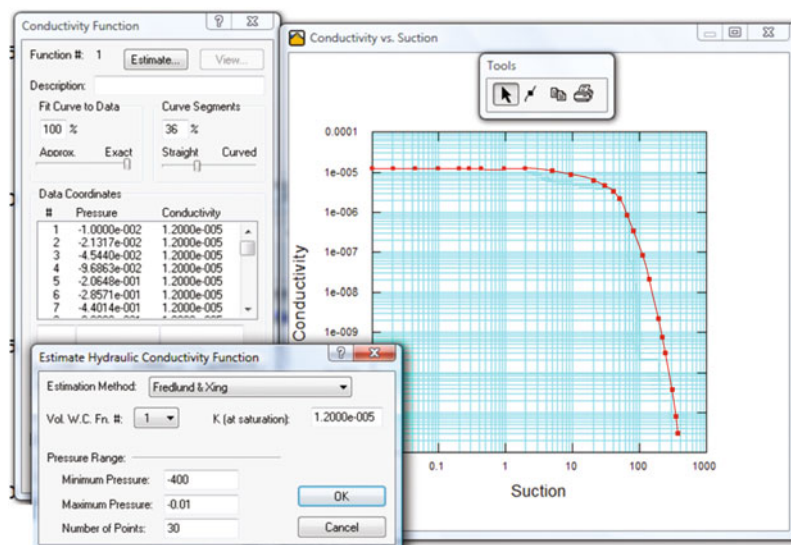 Conductivity Function
Function #: 1 Estimate... View...
Description:
Fit Curve to Data
100 %
Approx. Exact
Curve Segments
36 %
Straight Curved
Data Coordinates
# Pressure Conductivity
1 -1.0000e-002 1.2000e-005
2 -2.1317e-002 1.2000e-005
3 -4.5440e-002 1.2000e-005
4 -9.6863e-002 1.2000e-005
5 -2.0648e-001 1.2000e-005
6 -2.8571e-001 1.2000e-005
7 -4.4014e-001 1.2000e-005
Estimate Hydraulic Conductivity Function
Estimation Method: Fredlund & Xing
Vol. W.C. Fn. #: 1 K (at saturation): 1.2000e-005
Pressure Range:
Minimum Pressure: -400
Maximum Pressure: -0.01
Number of Points: 30
OK
Cancel
Conductivity vs. Suction
Tools
0.0001
1e-005
1e-006
1e-007
1e-008
1e-009
Conductivity
0.1 1 10 100 1000
Suction